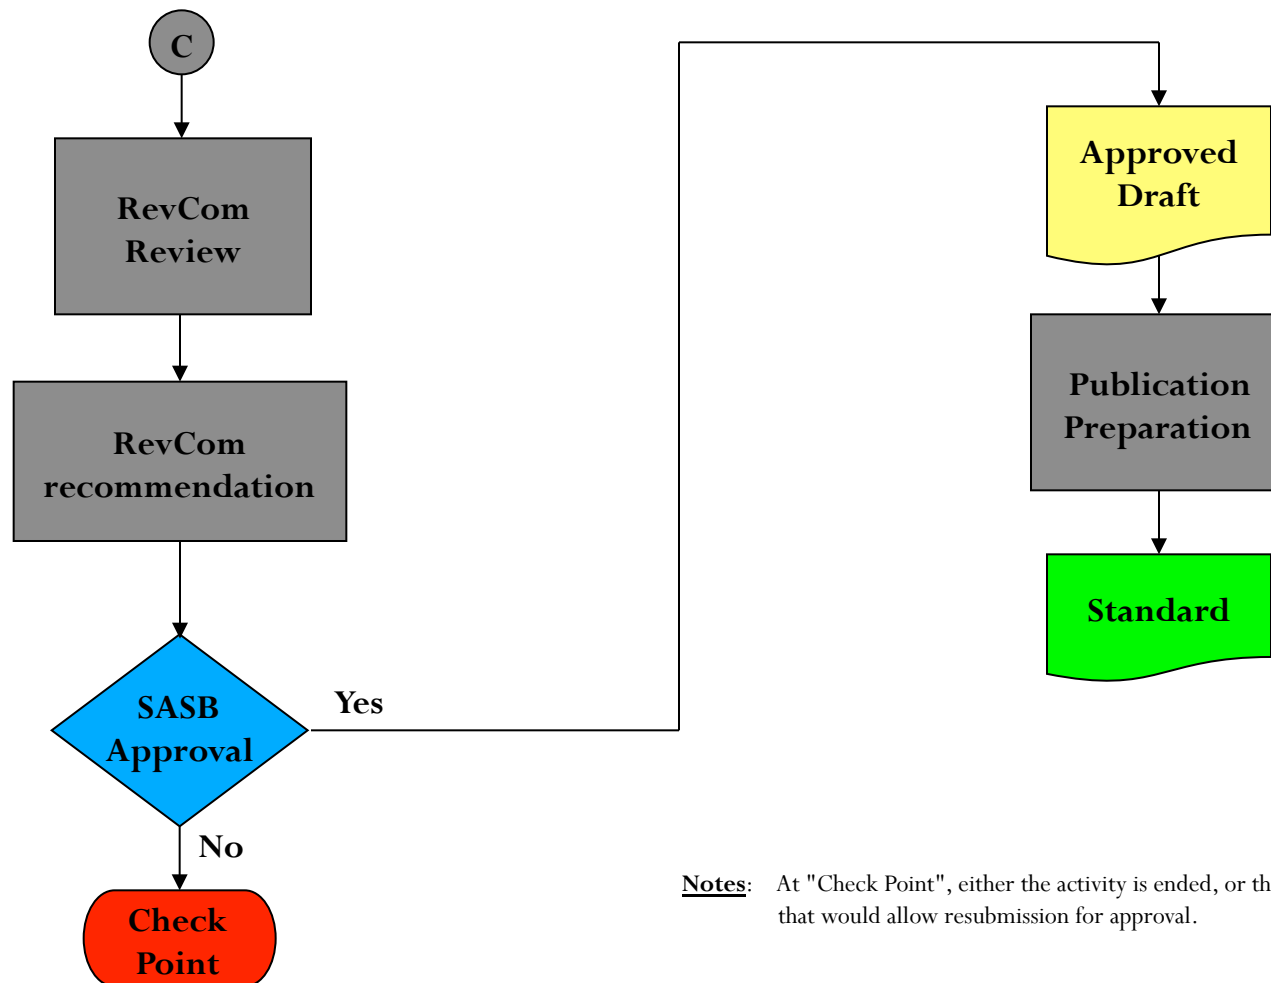 C
RevCom
Review
RevCom
recommendation
SASB
Approval
Yes
No
Check
Point
Approved
Draft
Publication
Preparation
Standard
Notes: At "Check Point", either the activity is ended, or th
that would allow resubmission for approval.